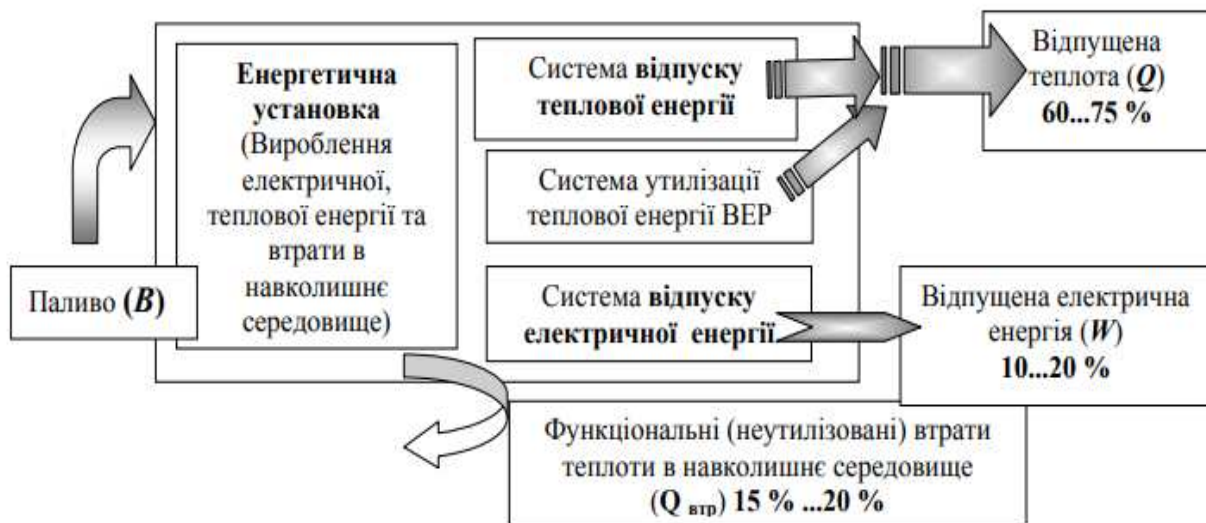 Паливо (B)
Енергетична
установка
(Вироблення
електричної,
теплової енергії та
втрати в
навколишнє
середовище)
Система відпуску
теплової енергії
Система утилізації
теплової енергії ВЕР
Система відпуску
електричної енергії
Відпущена
теплота (Q)
60...75 %
Відпущена електрична
енергія (W)
10...20 %
Функціональні (неутилізовані) втрати
теплоти в навколишнє середовище
(Q втр) 15 % ...20 %